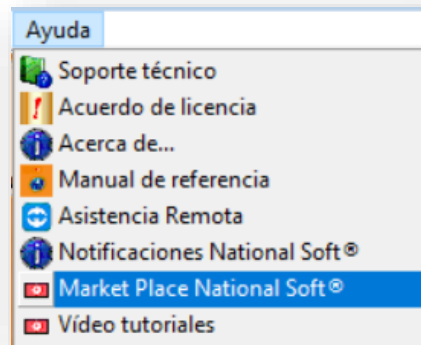 Ayuda
Soporte técnico
Acuerdo de licencia
Acerca de...
Manual de referencia
Asistencia Remota
Notificaciones National Soft®
Market Place National Soft®
Vídeo tutoriales